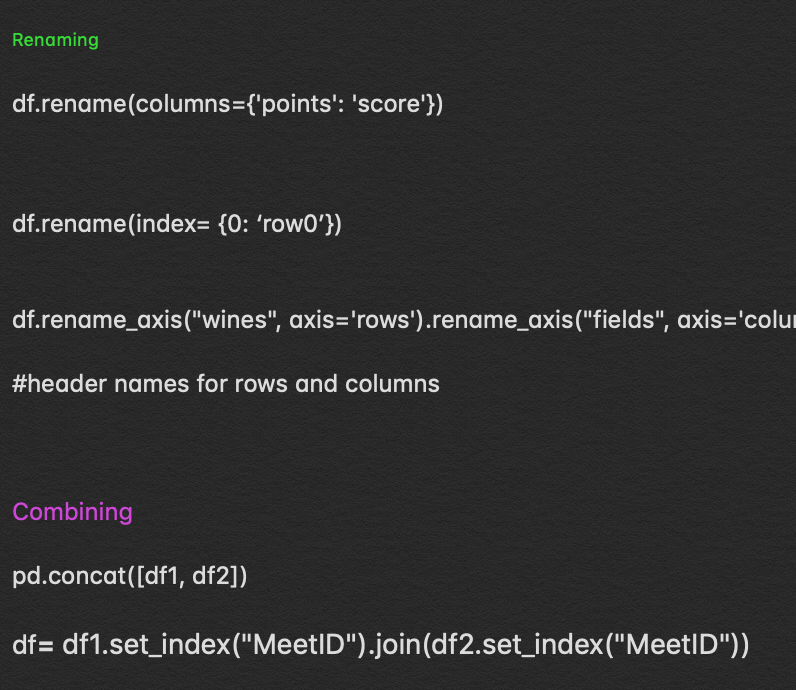 Renaming
df.rename(columns={'points': 'score'})
df.rename(index= {0: ‘row0’})
df.rename_axis("wines", axis='rows').rename_axis("fields", axis='colu
#header names for rows and columns
Combining
pd.concat([df1, df2])
df= df1.set_index("MeetID").join(df2.set_index("MeetID"))